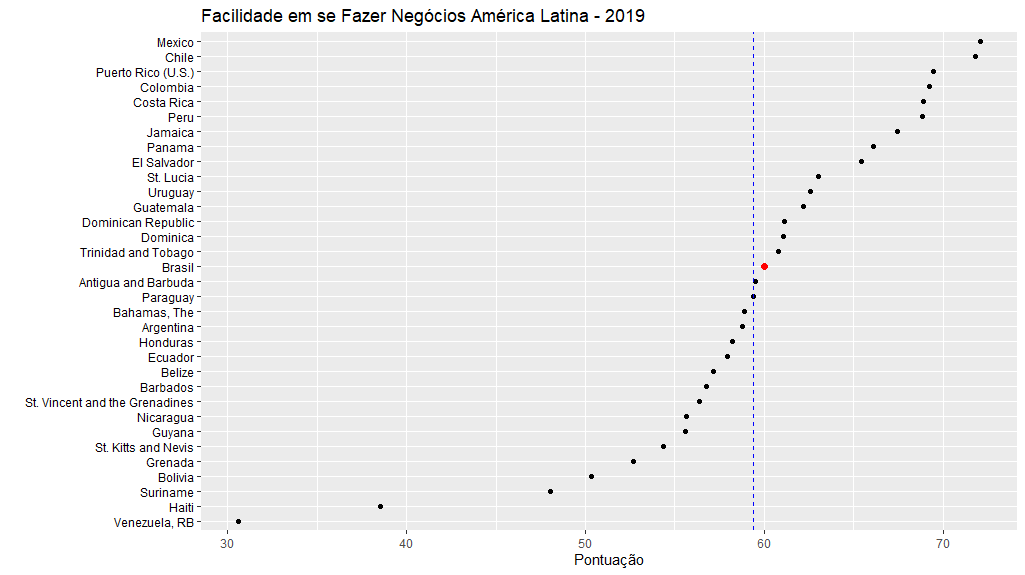 Facilidade em se Fazer Negócios América Latina - 2019
Mexico
Chile
Puerto Rico (U.S.)
Colombia
Costa Rica
Peru
Jamaica
Panama
El Salvador
St. Lucia
Uruguay
Guatemala
Dominican Republic
Dominica
Trinidad and Tobago
Brasil
Antigua and Barbuda
Paraguay
Bahamas, The
Argentina
Honduras
Ecuador
Belize
Barbados
St. Vincent and the Grenadines
Nicaragua
Guyana
St. Kitts and Nevis
Grenada
Bolivia
Suriname
Haiti
Venezuela, RB
30 40 50 60 70
Pontuação